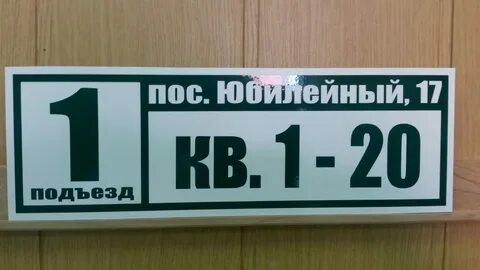 1
подъезд
пос. Юбилейный, 17
КВ. 1 - 20